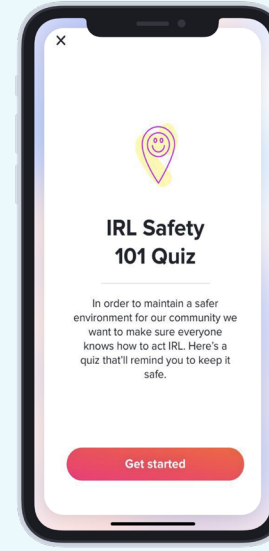 ×
IRL Safety
101 Quiz
In order to maintain a safer
environment for our community we
want to make sure everyone
knows how to act IRL. Here's a
quiz that'll remind you to keep it
safe.
Get started